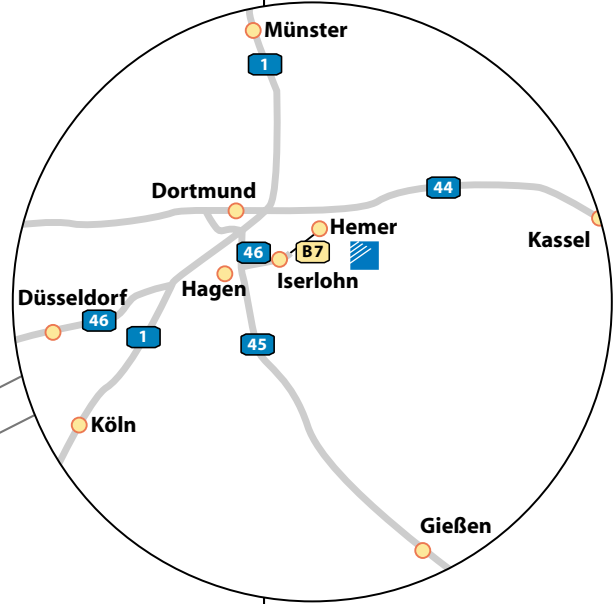 Münster
1
Dortmund
44
Hemer
Kassel
46
B7
Iserlohn
Hagen
Düsseldorf
46
1
45
Köln
Gießen